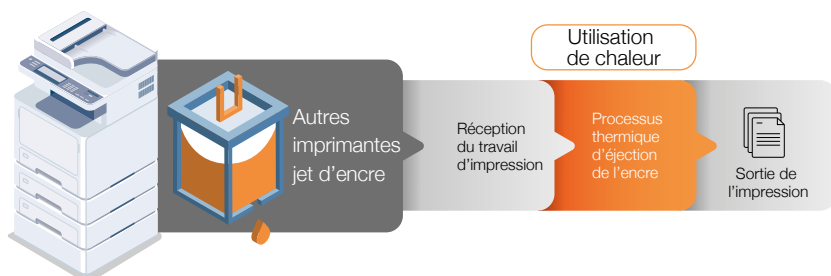 Utilisation
de chaleur
Autres
imprimantes
jet d'encre
Réception
du travail
d'impression
Processus
thermique
d'éjection
de l'encre
Sortie de
l'impression